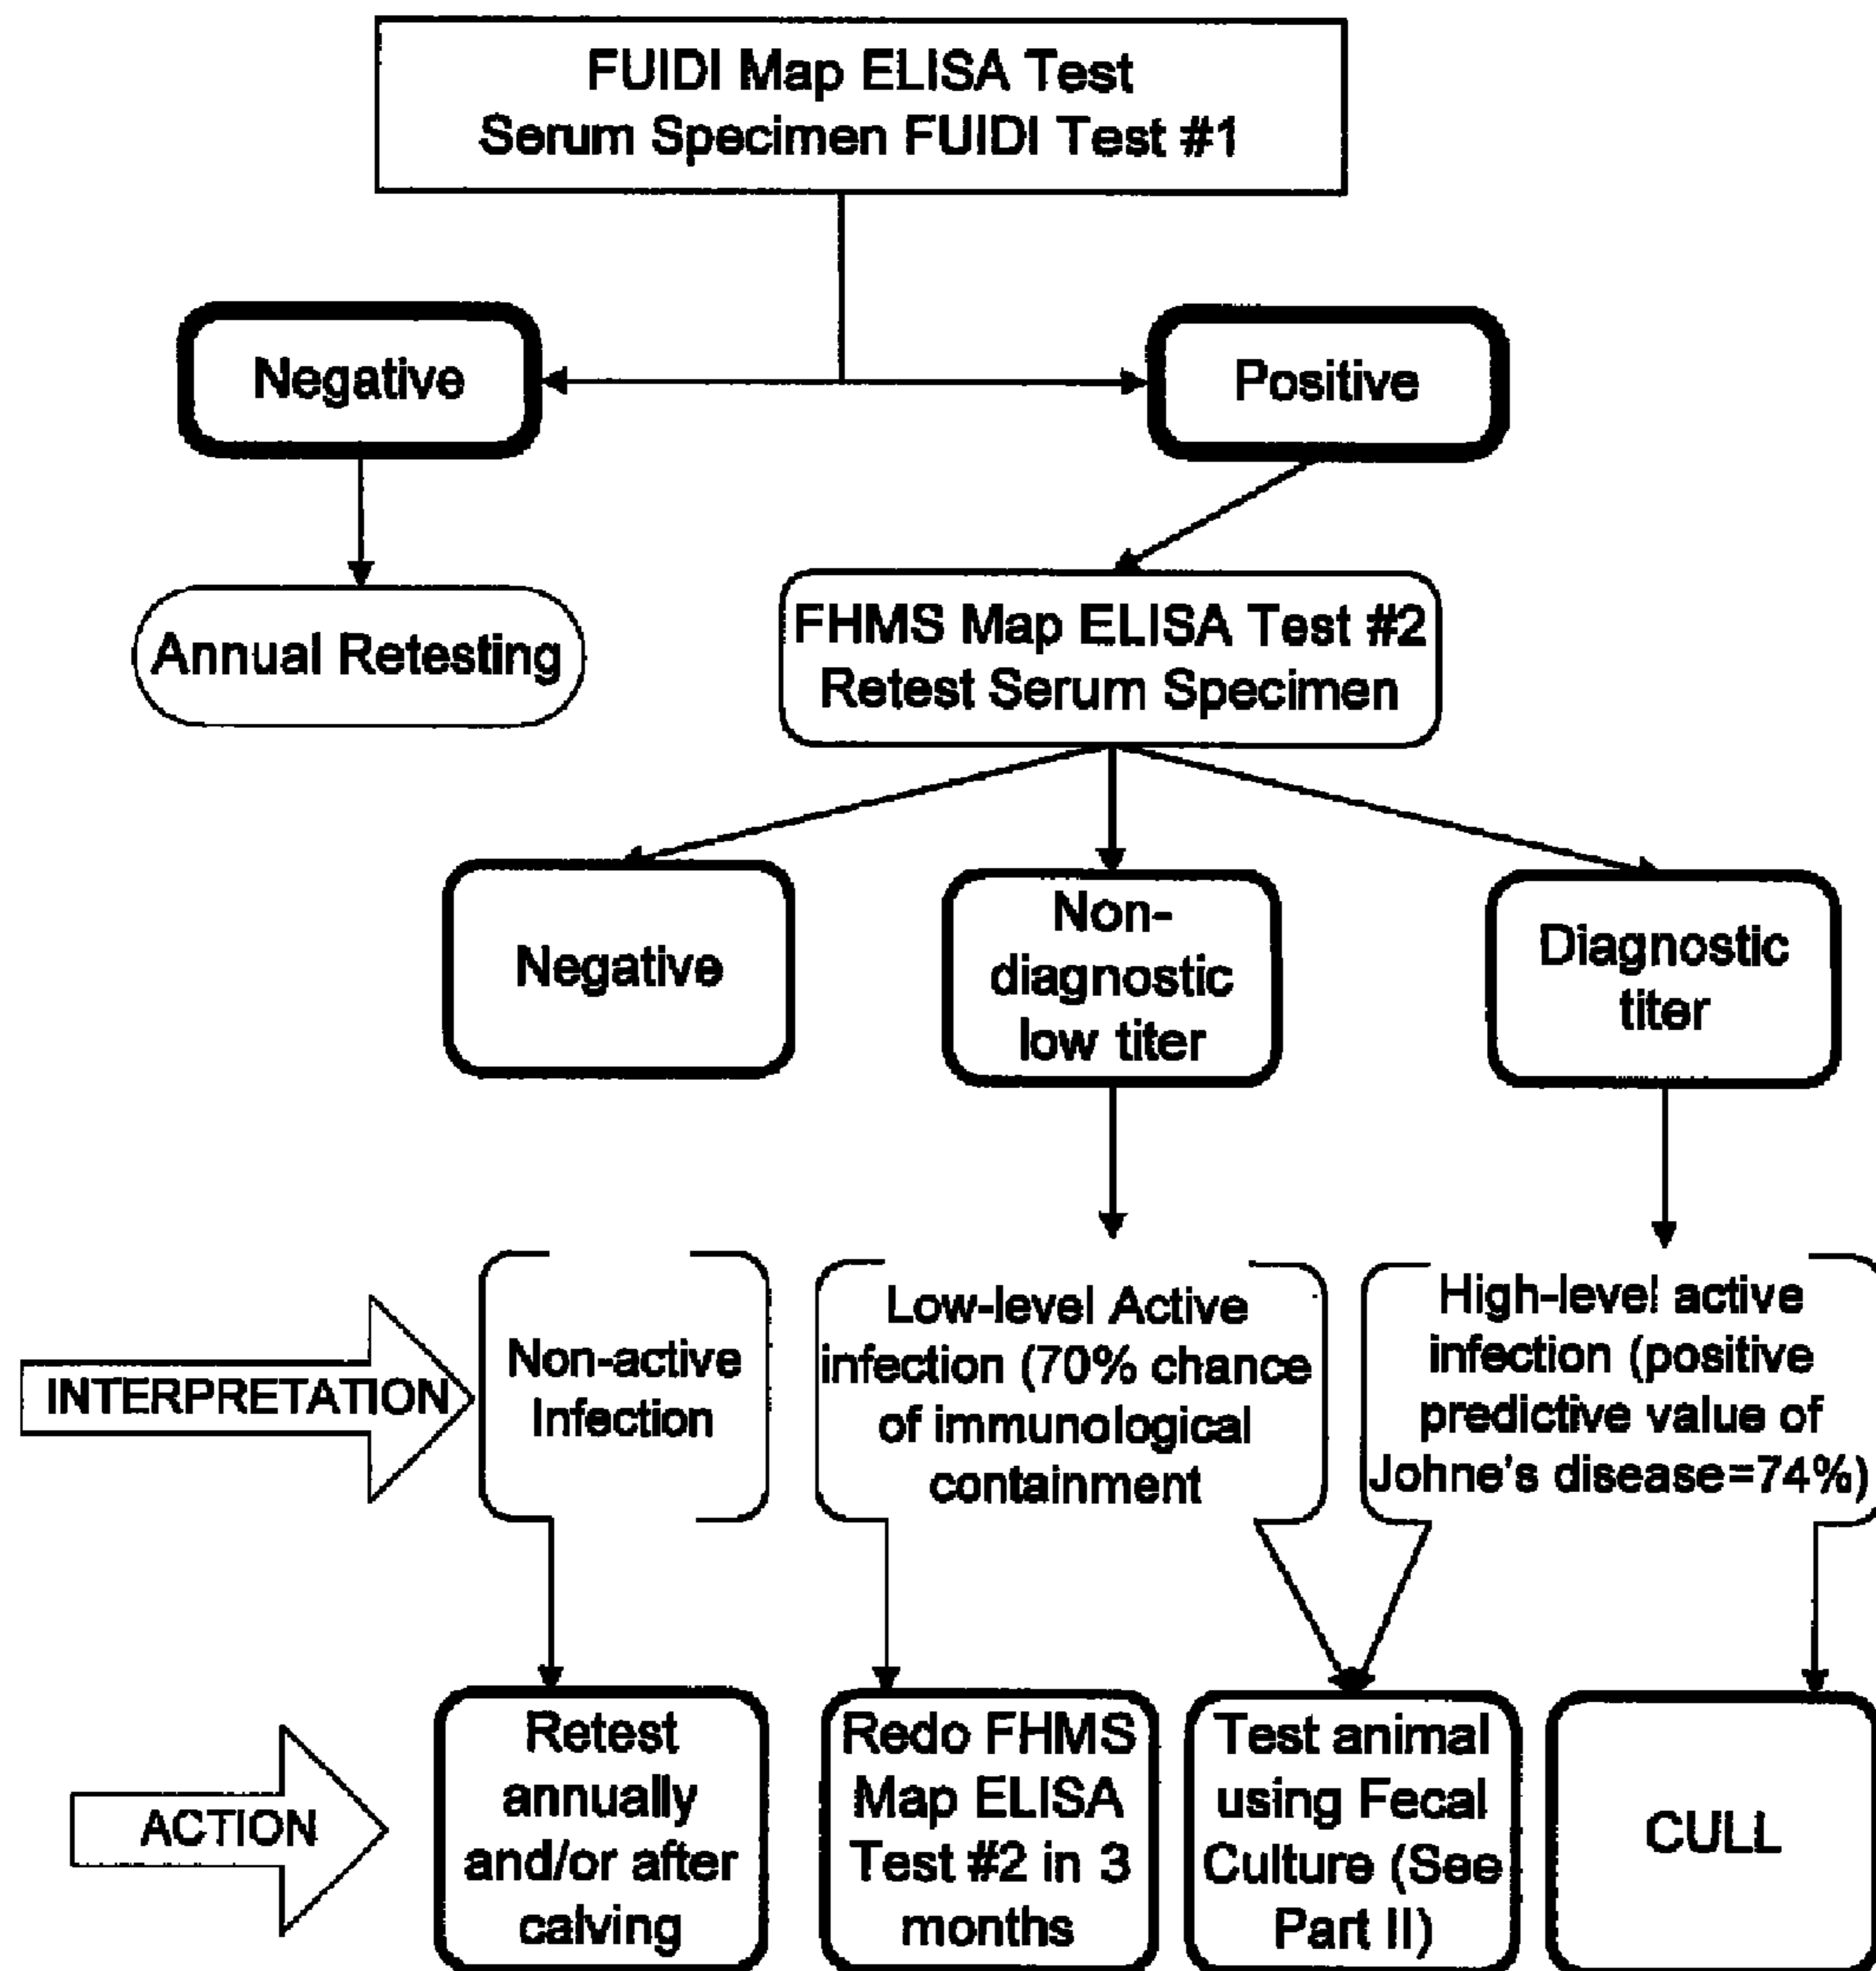 FUIDI Map ELISA Test
Serum Specimen FUIDI Test #1
Negative
Positive
Annual Retesting
FHMS Map ELISA Test #2
Retest Serum Specimen
Negative
Non-
diagnostic
low titer
Diagnostic
titer
INTERPRETATION
Non-active
Infection
Low-level Active
infection (70% chance
of immunological
containment
High-level active
infection (positive
predictive value of
Johne's disease=74%)
ACTION
Retest
annually
and/or after
calving
Redo FHMS
Map ELISA
Test #2 in 3
months
Test animal
using Fecal
Culture (See
Part II)
CULL